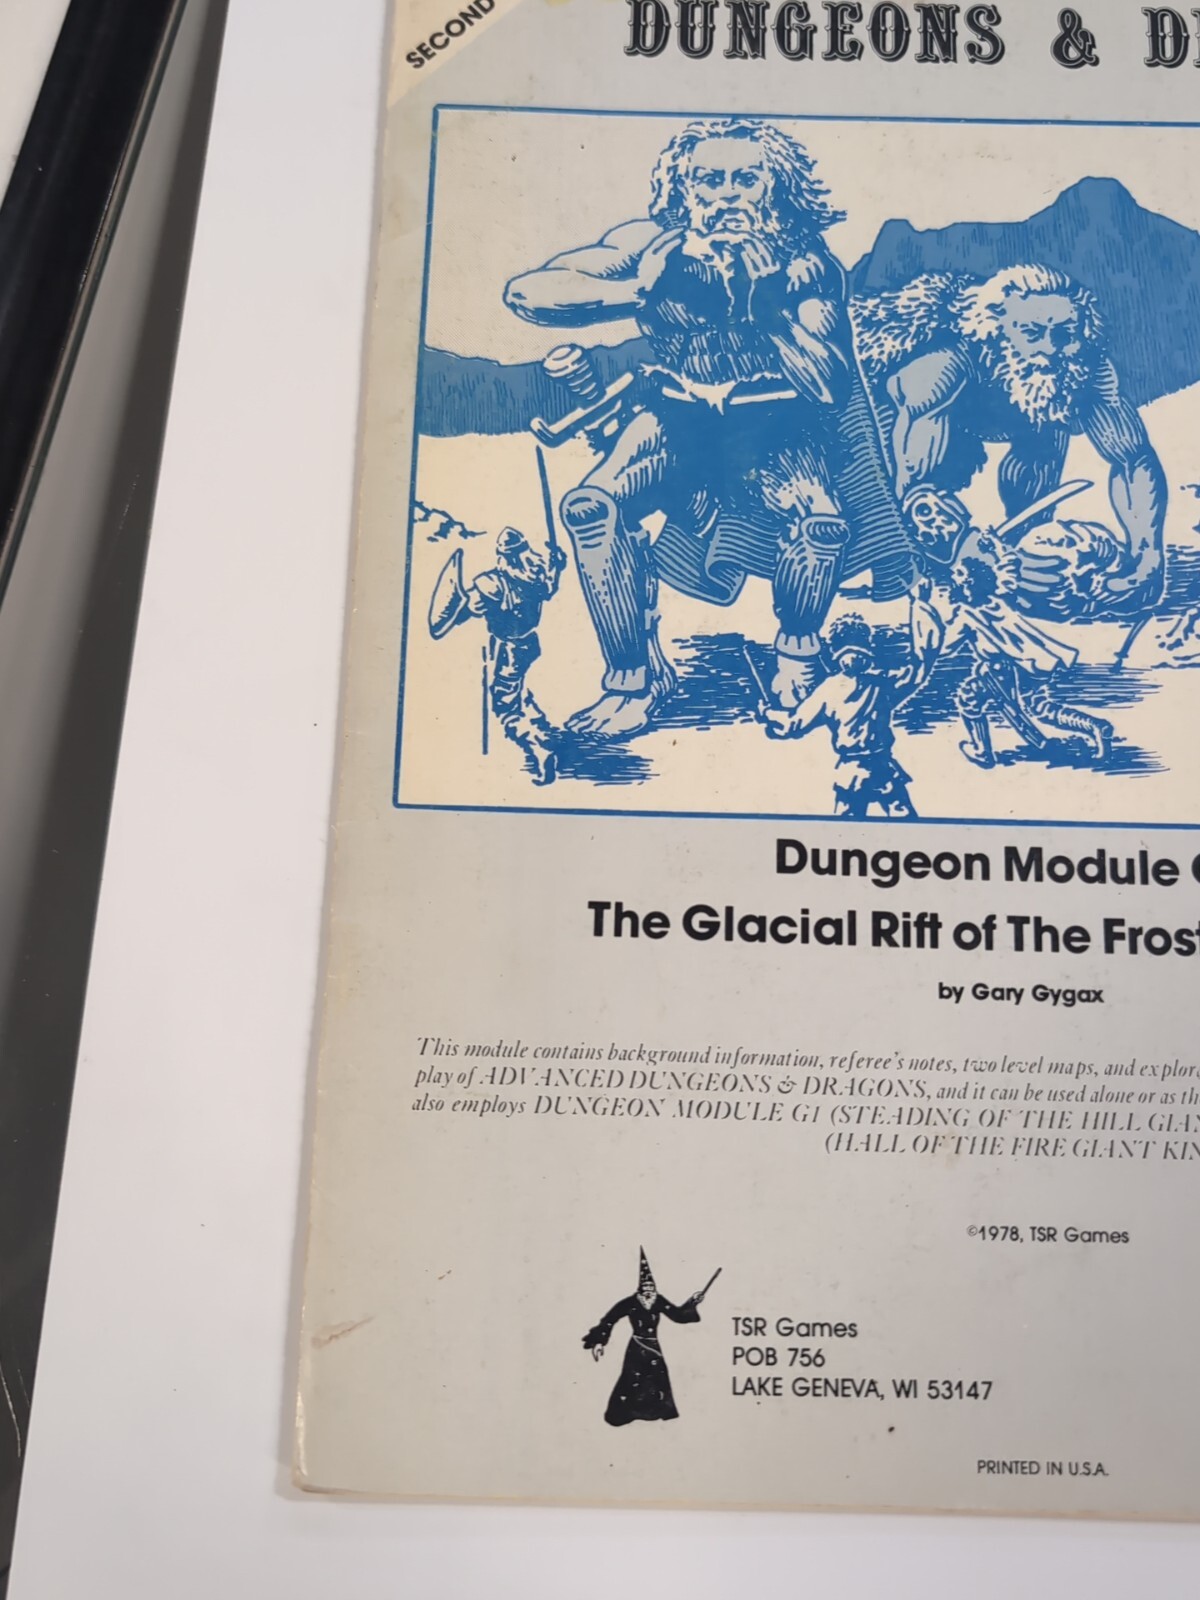 SECOND
DUNGEONS & D
Dungeon Module
The Glacial Rift of The Frost
by Gary Gygax
This module contains background information, referee's notes, two level maps, and explor
play of ADVANCED DUNGEONS & DRAGONS, and it can be used alone or as th
also employs DUNGEON MODULE G1 (STEADING OF THE HILL GIAN
(HALL OF THE FIRE GIANT KIN
©1978, TSR Games
TSR Games
POB 756
LAKE GENEVA, WI 53147
PRINTED IN U.S.A.